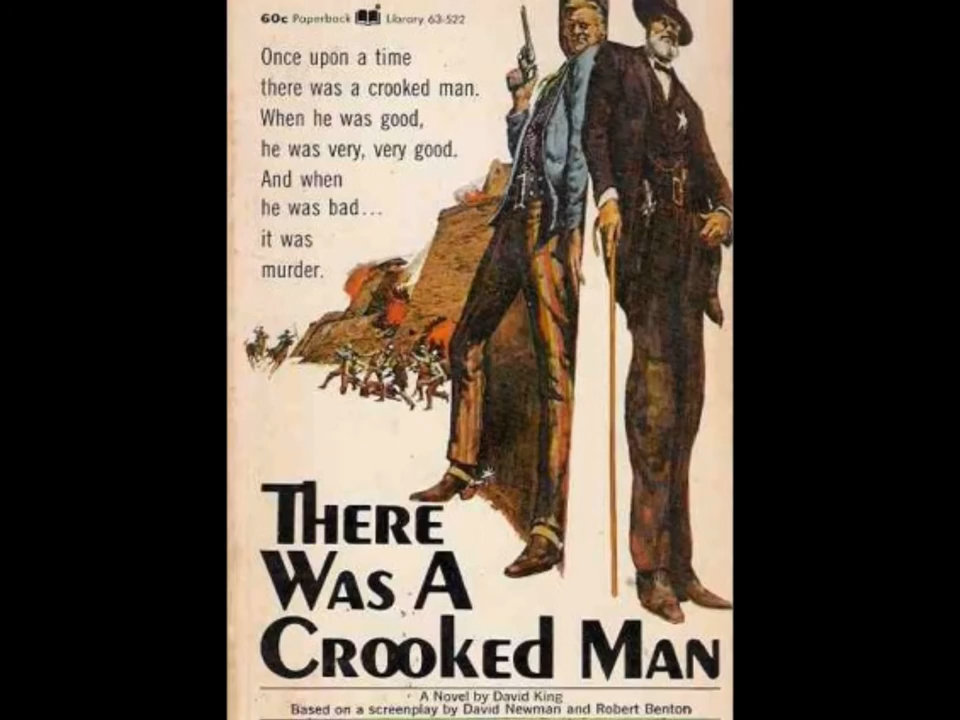 60c Paperback Library 63-522
Once upon a time
there was a crooked man.
When he was good,
he was very, very good.
And when
he was bad...
it was
murder.
THERE
WAS A
CROOKED MAN
A Novel by David King
Based on a screenplay by David Newman and Robert Benton